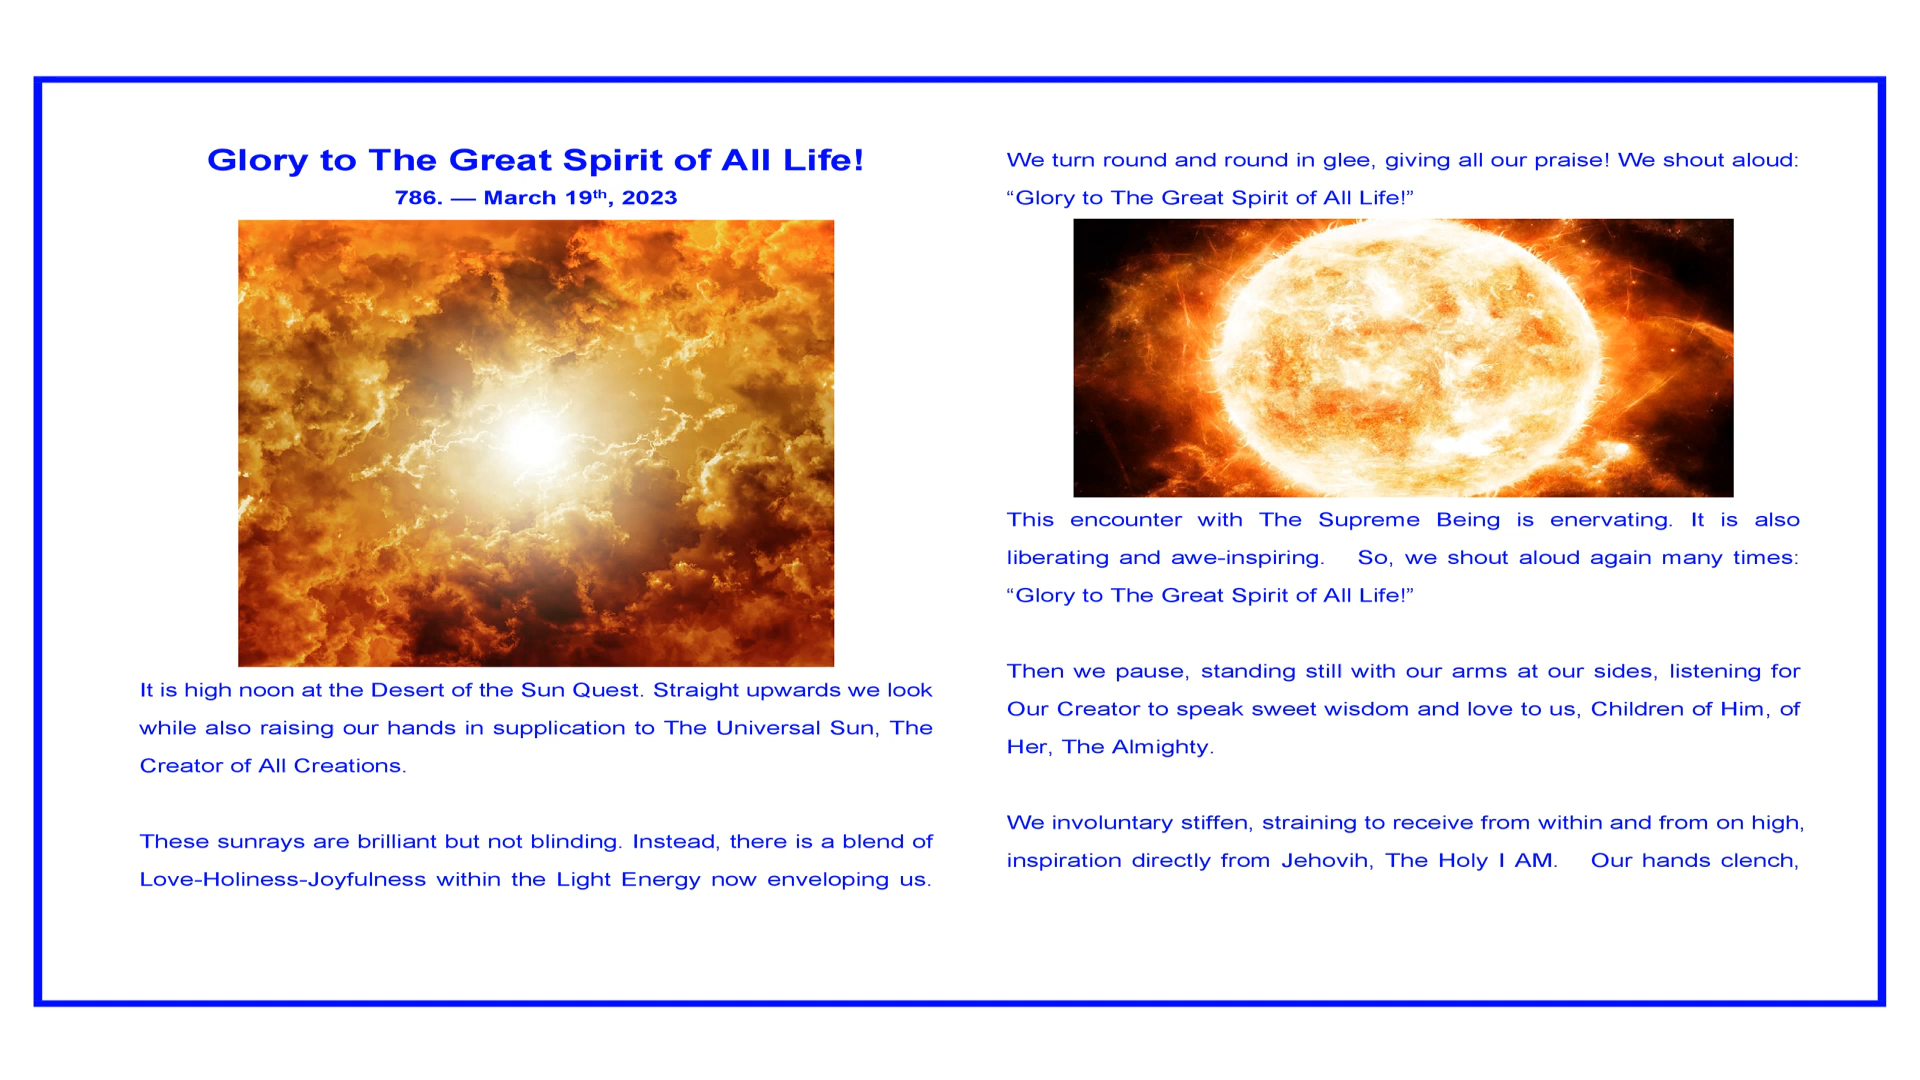 Glory to The Great Spirit of All Life!
786. — March 19th, 2023
It is high noon at the Desert of the Sun Quest. Straight upwards we look
while also raising our hands in supplication to The Universal Sun, The
Creator of All Creations.
These sunrays are brilliant but not blinding. Instead, there is a blend of
Love-Holiness-Joyfulness within the Light Energy now enveloping us.
We turn round and round in glee, giving all our praise! We shout aloud:
“Glory to The Great Spirit of All Life!”
This encounter with The Supreme Being is enervating. It is also
liberating and awe-inspiring. So, we shout aloud again many times:
“Glory to The Great Spirit of All Life!”
Then we pause, standing still with our arms at our sides, listening for
Our Creator to speak sweet wisdom and love to us, Children of Him, of
Her, The Almighty.
We involuntary stiffen, straining to receive from within and from on high,
inspiration directly from Jehovih, The Holy I AM. Our hands clench,